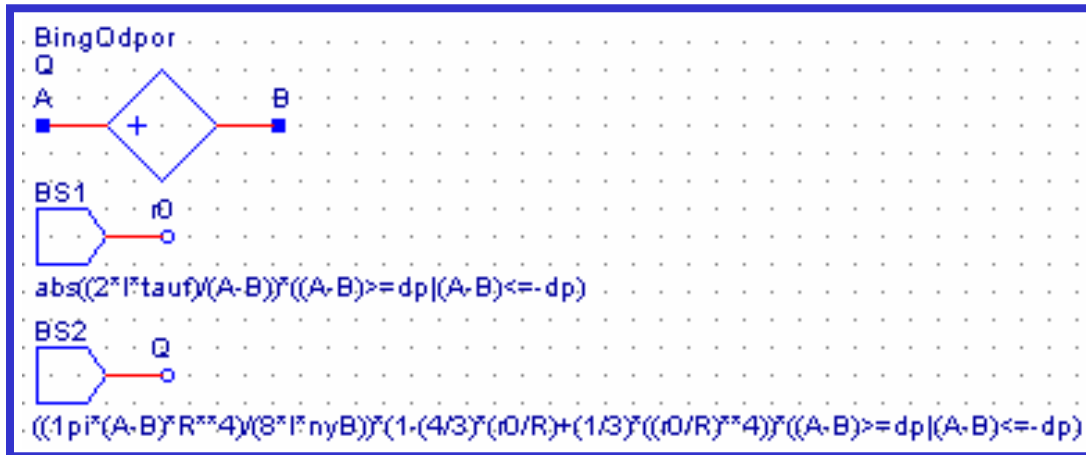 BingOdpor
Q
A B
+
BS1
r0
abs((2*l*tauf)/(A-B))*((A-B)>=dp|(A-B)<=-dp)
BS2
Q
((1pi*(A-B)*R**4)/(8*l*nyB))*(1-(4/3)*(r0/R)+(1/3)*((r0/R)**4))*((A-B)>=dp|(A-B)<=-dp)